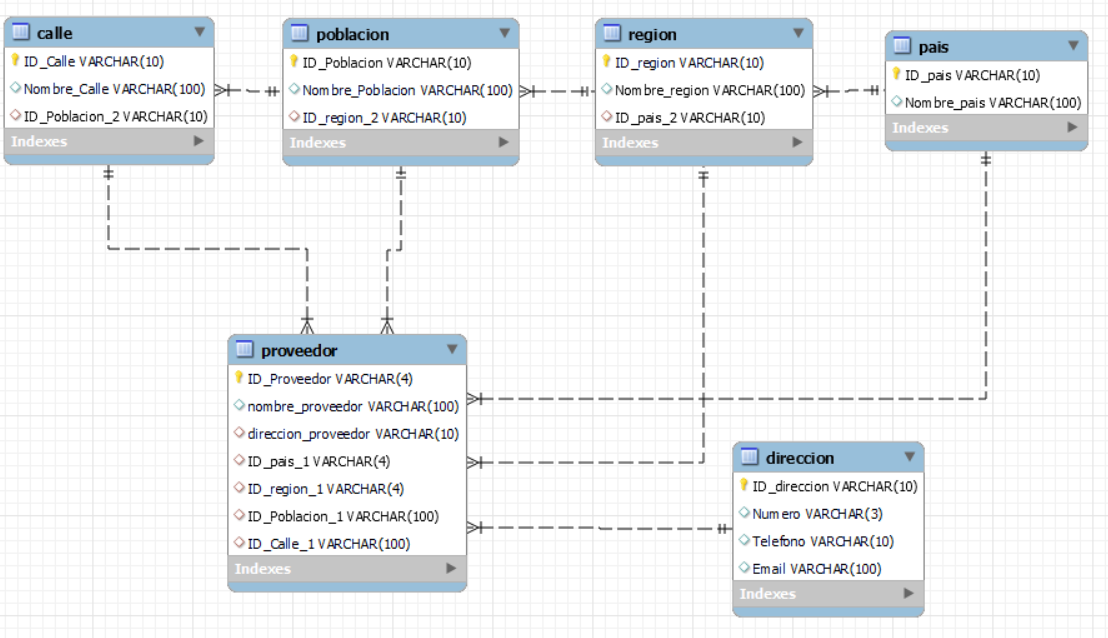 calle
ID_Calle VARCHAR(10)
Nombre_Calle VARCHAR(100)
ID_Poblacion_2 VARCHAR(10)
Indexes
poblacion
ID_Poblacion VARCHAR(10)
Nombre_Poblacion VARCHAR(100)
ID_region_2 VARCHAR(10)
Indexes
region
ID_region VARCHAR(10)
Nombre_region VARCHAR(100)
ID_pais_2 VARCHAR(10)
Indexes
pais
ID_pais VARCHAR(10)
Nombre_pais VARCHAR(100)
Indexes
proveedor
ID_Proveedor VARCHAR(4)
nombre_proveedor VARCHAR(100)
direccion_proveedor VARCHAR(10)
ID_pais_1 VARCHAR(4)
ID_region_1 VARCHAR(4)
ID_Poblacion_1 VARCHAR(100)
ID_Calle_1 VARCHAR(100)
Indexes
direccion
ID_direccion VARCHAR(10)
Numero VARCHAR(3)
Telefono VARCHAR(10)
Email VARCHAR(100)
Indexes